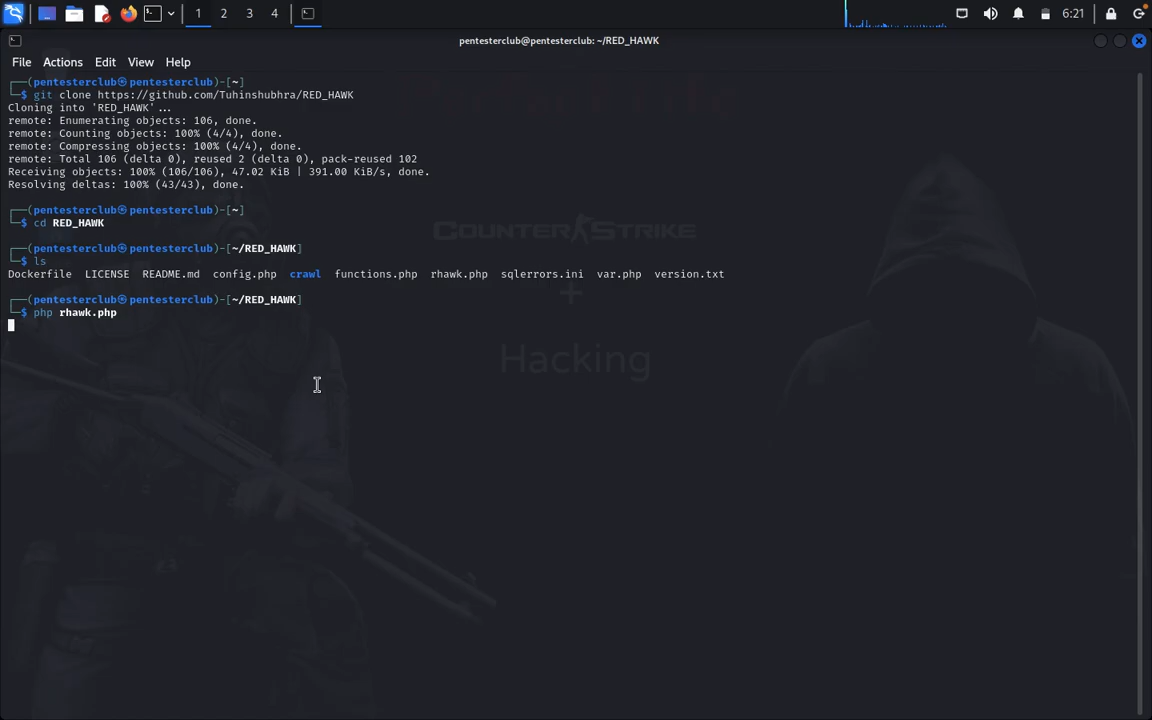 1 2 3 4 6:21
pentesterclub@pentesterclub: ~/RED_HAWK
File Actions Edit View Help
┌──(pentesterclub㉿pentesterclub)-[~]
└─$ git clone https://github.com/Tuhinshubhra/RED_HAWK
Cloning into 'RED_HAWK'...
remote: Enumerating objects: 106, done.
remote: Counting objects: 100% (4/4), done.
remote: Compressing objects: 100% (4/4), done.
remote: Total 106 (delta 0), reused 2 (delta 0), pack-reused 102
Receiving objects: 100% (106/106), 47.02 KiB | 391.00 KiB/s, done.
Resolving deltas: 100% (43/43), done.
┌──(pentesterclub㉿pentesterclub)-[~]
└─$ cd RED_HAWK
┌──(pentesterclub㉿pentesterclub)-[~/RED_HAWK]
└─$ ls
Dockerfile LICENSE README.md config.php crawl functions.php rhawk.php sqlerrors.ini var.php version.txt
┌──(pentesterclub㉿pentesterclub)-[~/RED_HAWK]
└─$ php rhawk.php
COUNTER STRIKE
+
Hacking